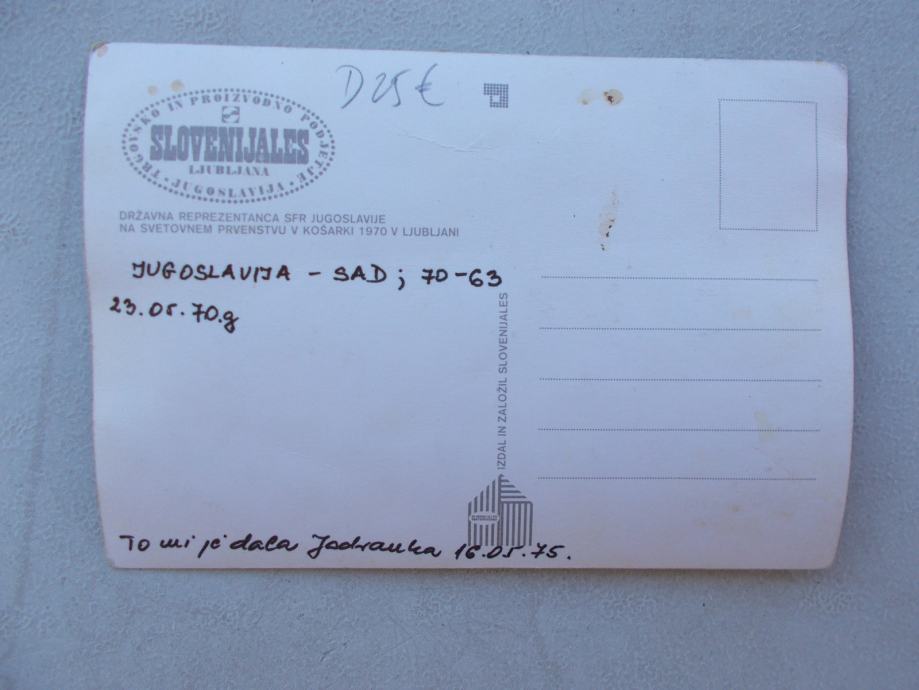 D 25€
TRGOVSKO IN PROIZVODNO PODJETJE
SLOVENIJALES
LJUBLJANA
· JUGOSLAVIJA ·
DRŽAVNA REPREZENTANCA SFR JUGOSLAVIJE
NA SVETOVNEM PRVENSTVU V KOŠARKI 1970 V LJUBLJANI
JUGOSLAVIJA - SAD ; 70-63
23.05.70.g
IZDAL IN ZALOŽIL SLOVENIJALES
To mi je dala Jadranka 16.05.75.